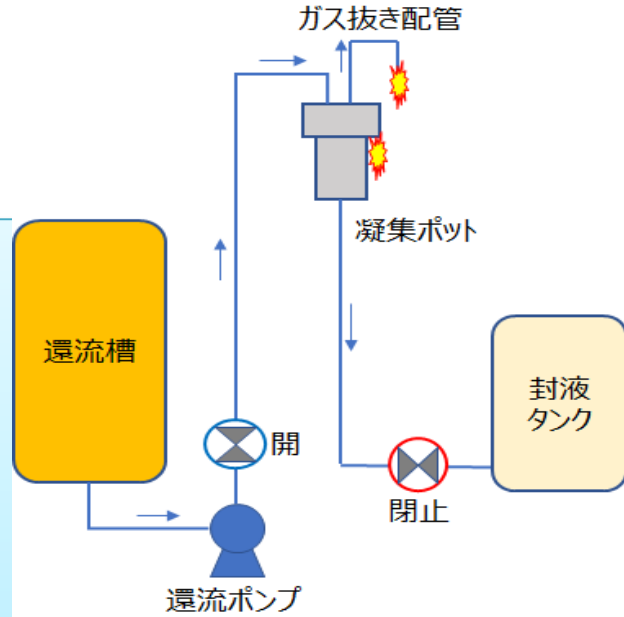 ガス抜き配管
凝集ポット
還流槽
封液
タンク
開
閉止
還流ポンプ